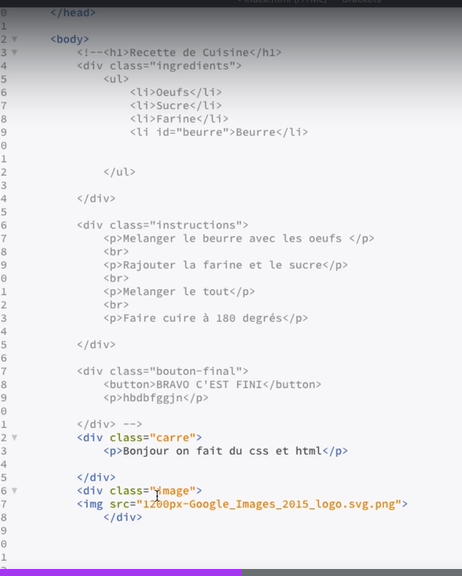 0 </head>
1
2 <body>
3 <!--<h1>Recette de Cuisine</h1>
4 <div class="ingredients">
5 <ul>
6 <li>Oeufs</li>
7 <li>Sucre</li>
8 <li>Farine</li>
9 <li id="beurre">Beurre</li>
0
1
2 </ul>
3
4 </div>
5
6 <div class="instructions">
7 <p>Melanger le beurre avec les oeufs </p>
8 <br>
9 <p>Rajouter la farine et le sucre</p>
0 <br>
1 <p>Melanger le tout</p>
2 <br>
3 <p>Faire cuire à 180 degrés</p>
4
5 </div>
6
7 <div class="bouton-final">
8 <button>BRAVO C'EST FINI</button>
9 <p>hbdbfggjn</p>
0
1 </div> -->
2 <div class="carre">
3 <p>Bonjour on fait du css et html</p>
4
5 </div>
6 <div class="image">
7 <img src="1200px-Google_Images_2015_logo.svg.png">
8 </div>
9
0
1